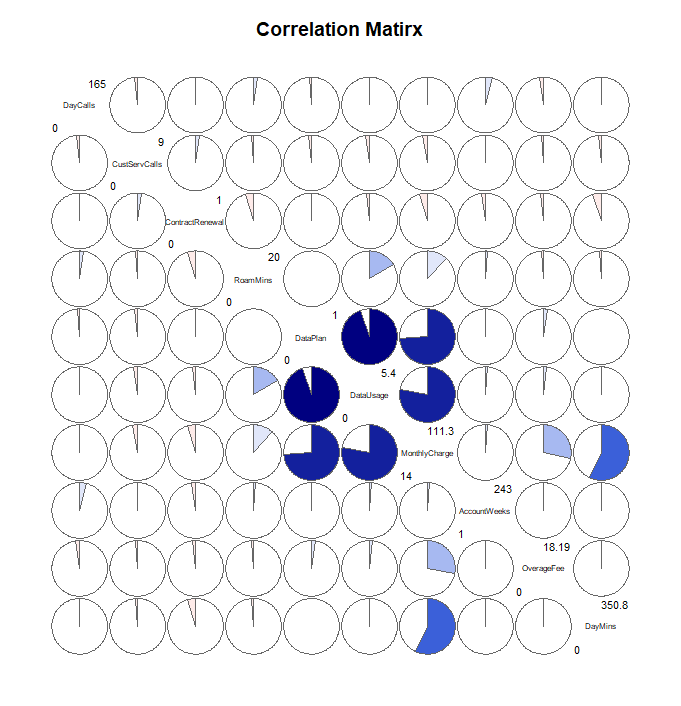 Correlation Matirx
165
DayCalls
0
9
CustServCalls
0
1
ContractRenewal
0
20
RoamMins
0
1
DataPlan
0
5.4
DataUsage
0
111.3
MonthlyCharge
14
243
AccountWeeks
1
18.19
OverageFee
0
350.8
DayMins
0